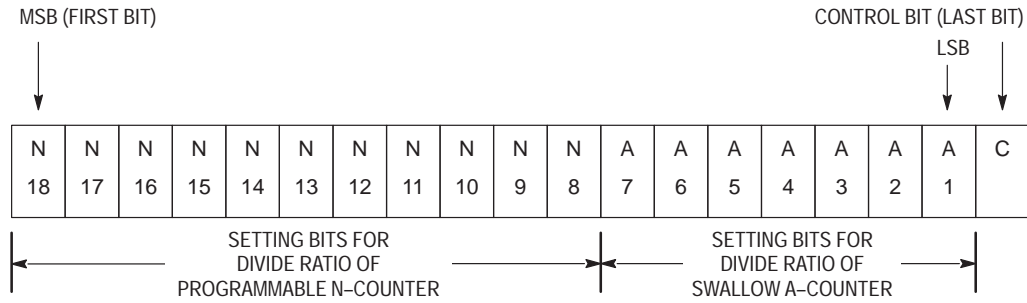 MSB (FIRST BIT)
CONTROL BIT (LAST BIT)
LSB
N N N N N N N N N N N A A A A A A A C
18 17 16 15 14 13 12 11 10 9 8 7 6 5 4 3 2 1
SETTING BITS FOR
DIVIDE RATIO OF
PROGRAMMABLE N–COUNTER
SETTING BITS FOR
DIVIDE RATIO OF
SWALLOW A–COUNTER